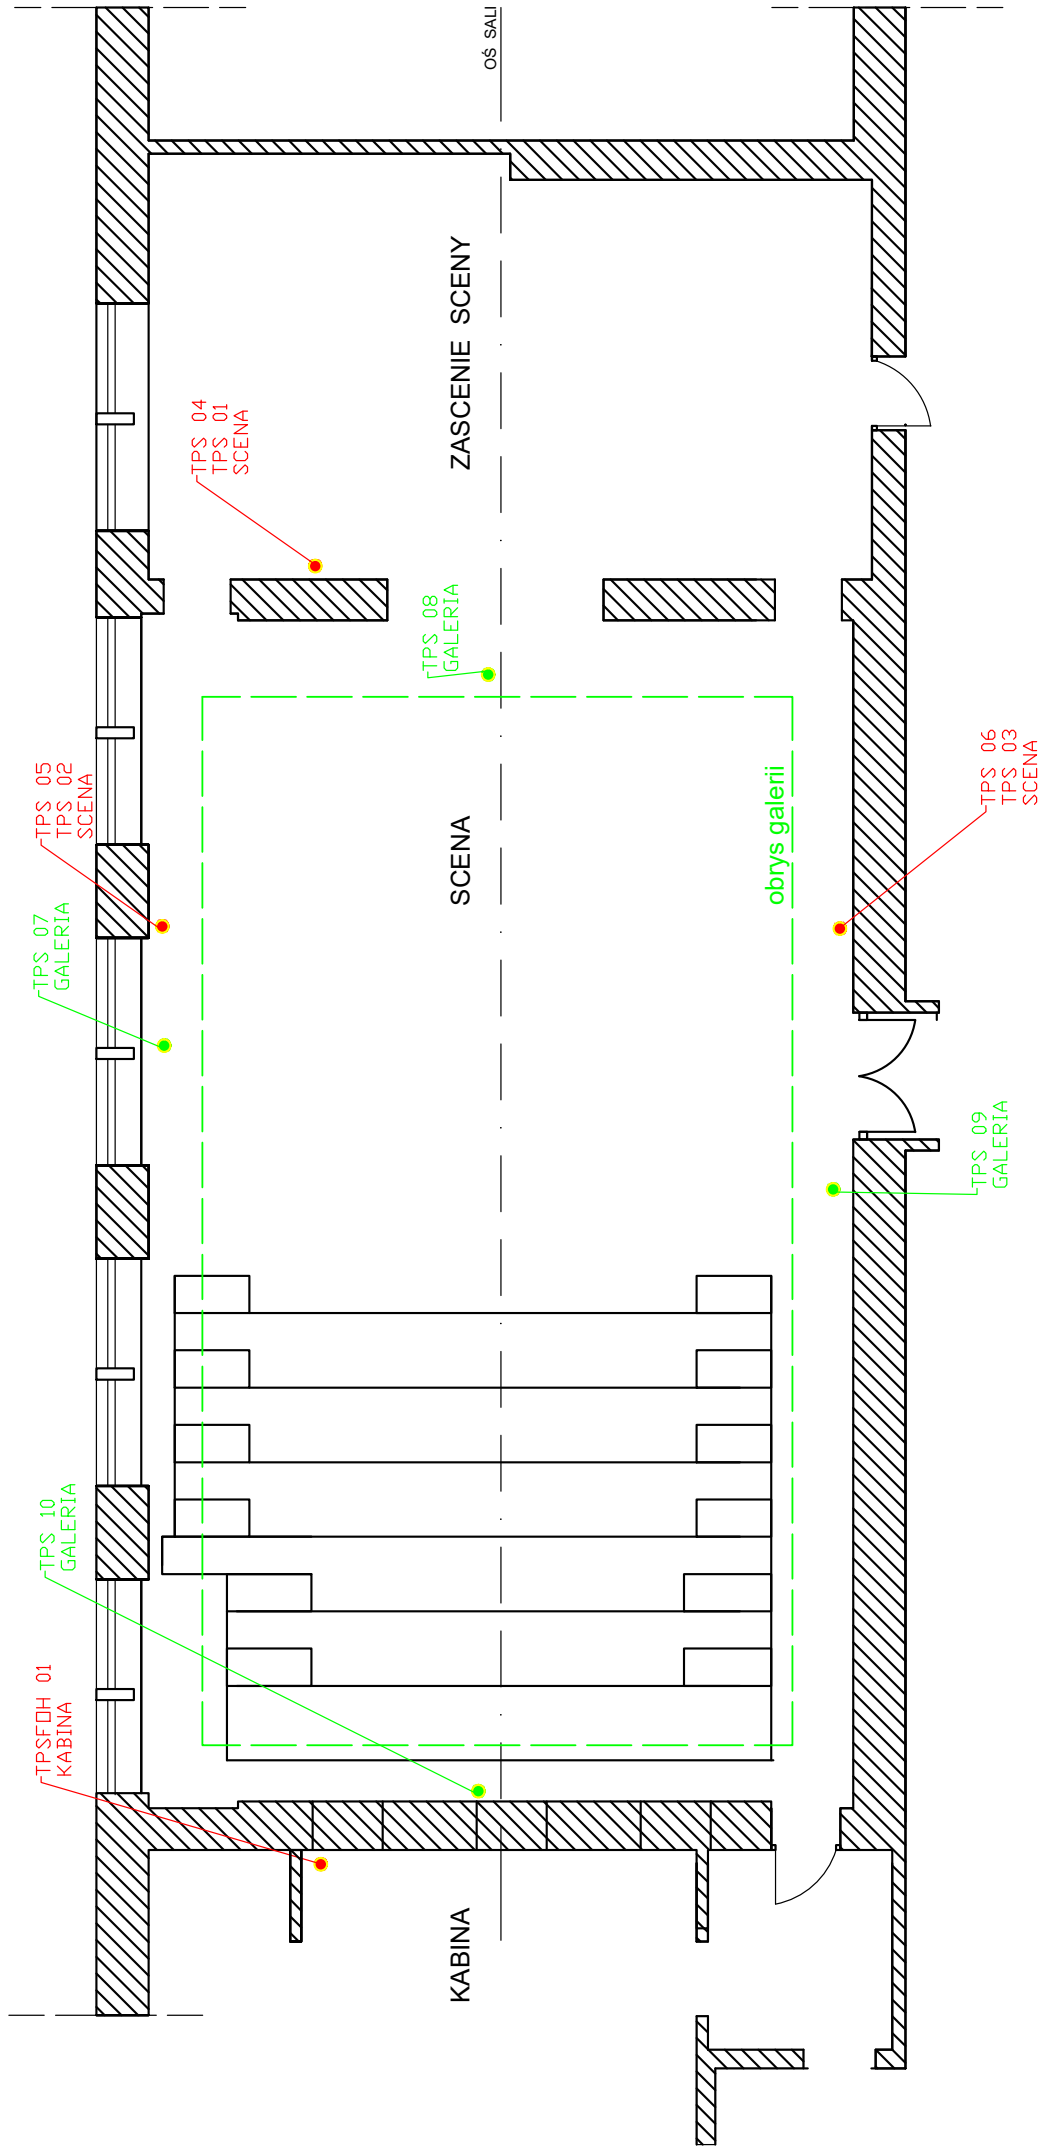 OŚ SALI
ZASCENIE SCENY
TPS 04
TPS 01
SCENA
TPS 08
GALERIA
TPS 05
TPS 02
SCENA
TPS 06
TPS 03
SCENA
SCENA
obrys galerii
TPS 07
GALERIA
TPS 09
GALERIA
TPS 10
GALERIA
TPSFOH 01
KABINA
KABINA